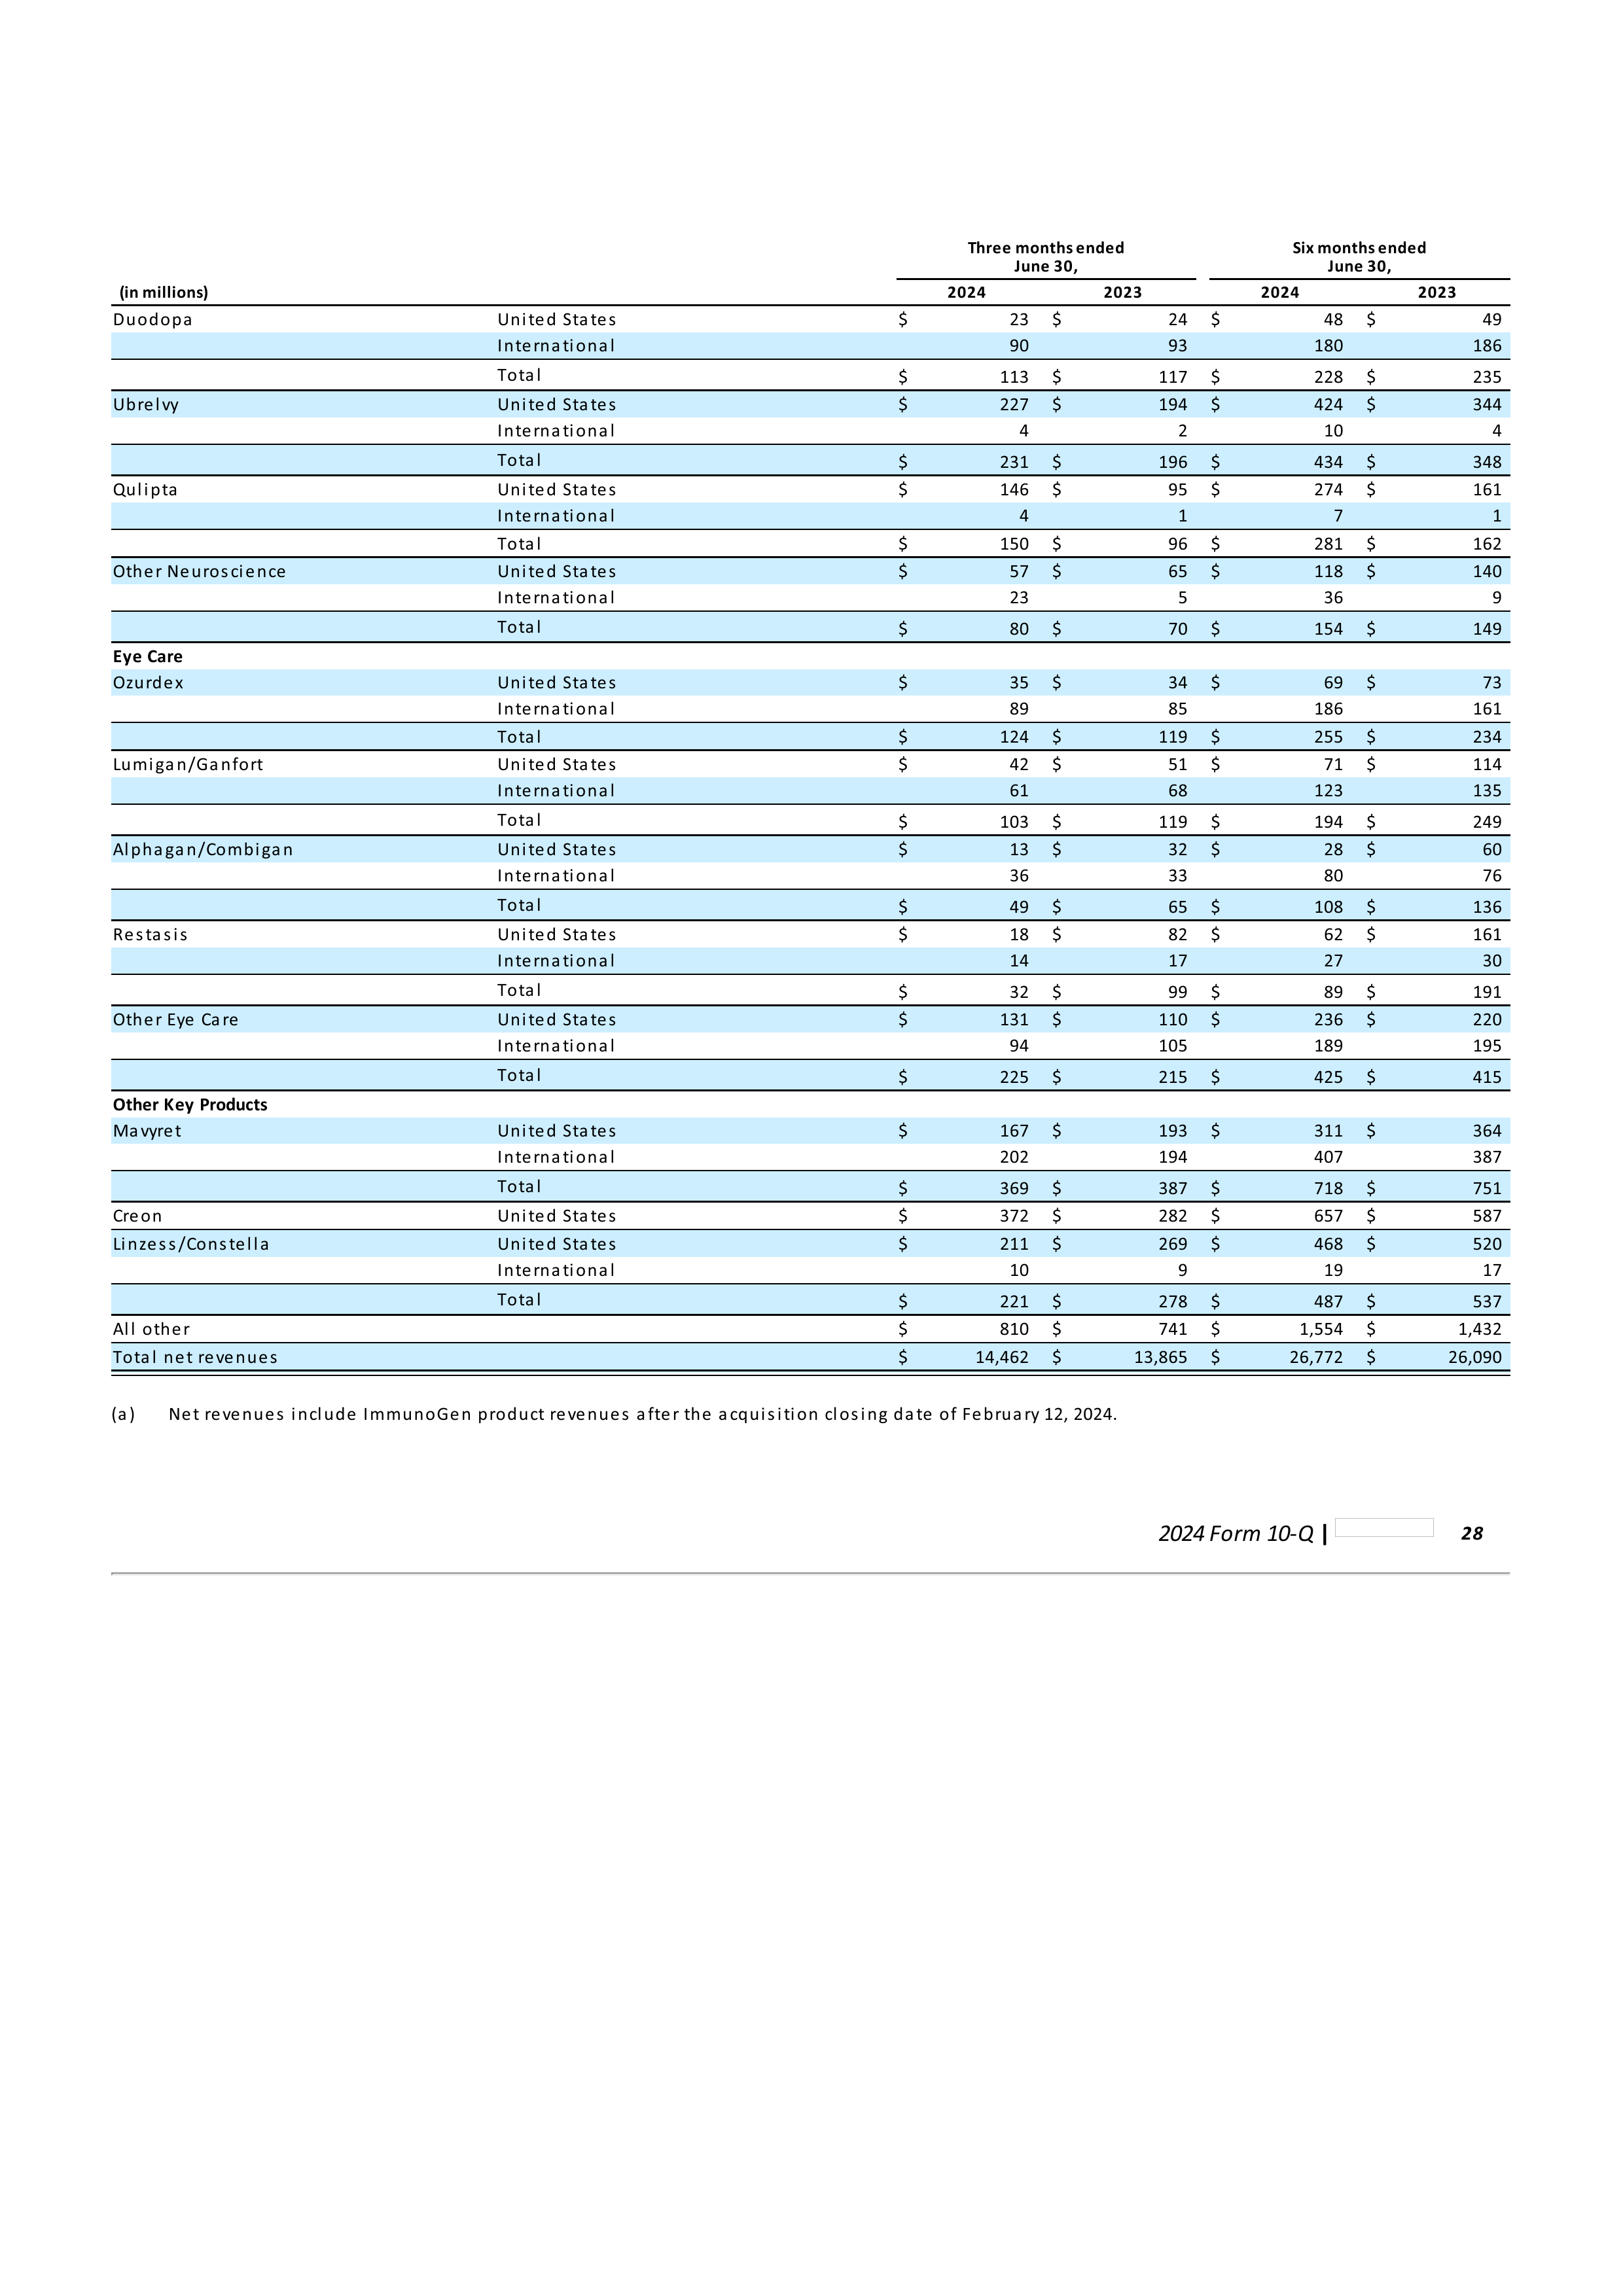 Three months ended Six months ended
June 30, June 30,
(in millions) 2024 2023 2024 2023
Duodopa United States $ 23 $ 24 $ 48 $ 49
International 90 93 180 186
Total $ 113 $ 117 $ 228 $ 235
Ubrelvy United States $ 227 $ 194 $ 424 $ 344
International 4 2 10 4
Total $ 231 $ 196 $ 434 $ 348
Qulipta United States $ 146 $ 95 $ 274 $ 161
International 4 1 7 1
Total $ 150 $ 96 $ 281 $ 162
Other Neuroscience United States $ 57 $ 65 $ 118 $ 140
International 23 5 36 9
Total $ 80 $ 70 $ 154 $ 149
Eye Care
Ozurdex United States $ 35 $ 34 $ 69 $ 73
International 89 85 186 161
Total $ 124 $ 119 $ 255 $ 234
Lumigan/Ganfort United States $ 42 $ 51 $ 71 $ 114
International 61 68 123 135
Total $ 103 $ 119 $ 194 $ 249
Alphagan/Combigan United States $ 13 $ 32 $ 28 $ 60
International 36 33 80 76
Total $ 49 $ 65 $ 108 $ 136
Restasis United States $ 18 $ 82 $ 62 $ 161
International 14 17 27 30
Total $ 32 $ 99 $ 89 $ 191
Other Eye Care United States $ 131 $ 110 $ 236 $ 220
International 94 105 189 195
Total $ 225 $ 215 $ 425 $ 415
Other Key Products
Mavyret United States $ 167 $ 193 $ 311 $ 364
International 202 194 407 387
Total $ 369 $ 387 $ 718 $ 751
Creon United States $ 372 $ 282 $ 657 $ 587
Linzess/Constella United States $ 211 $ 269 $ 468 $ 520
International 10 9 19 17
Total $ 221 $ 278 $ 487 $ 537
All other $ 810 $ 741 $ 1,554 $ 1,432
Total net revenues $ 14,462 $ 13,865 $ 26,772 $ 26,090
(a) Net revenues include ImmunoGen product revenues after the acquisition closing date of February 12, 2024.
2024 Form 10-Q | 28